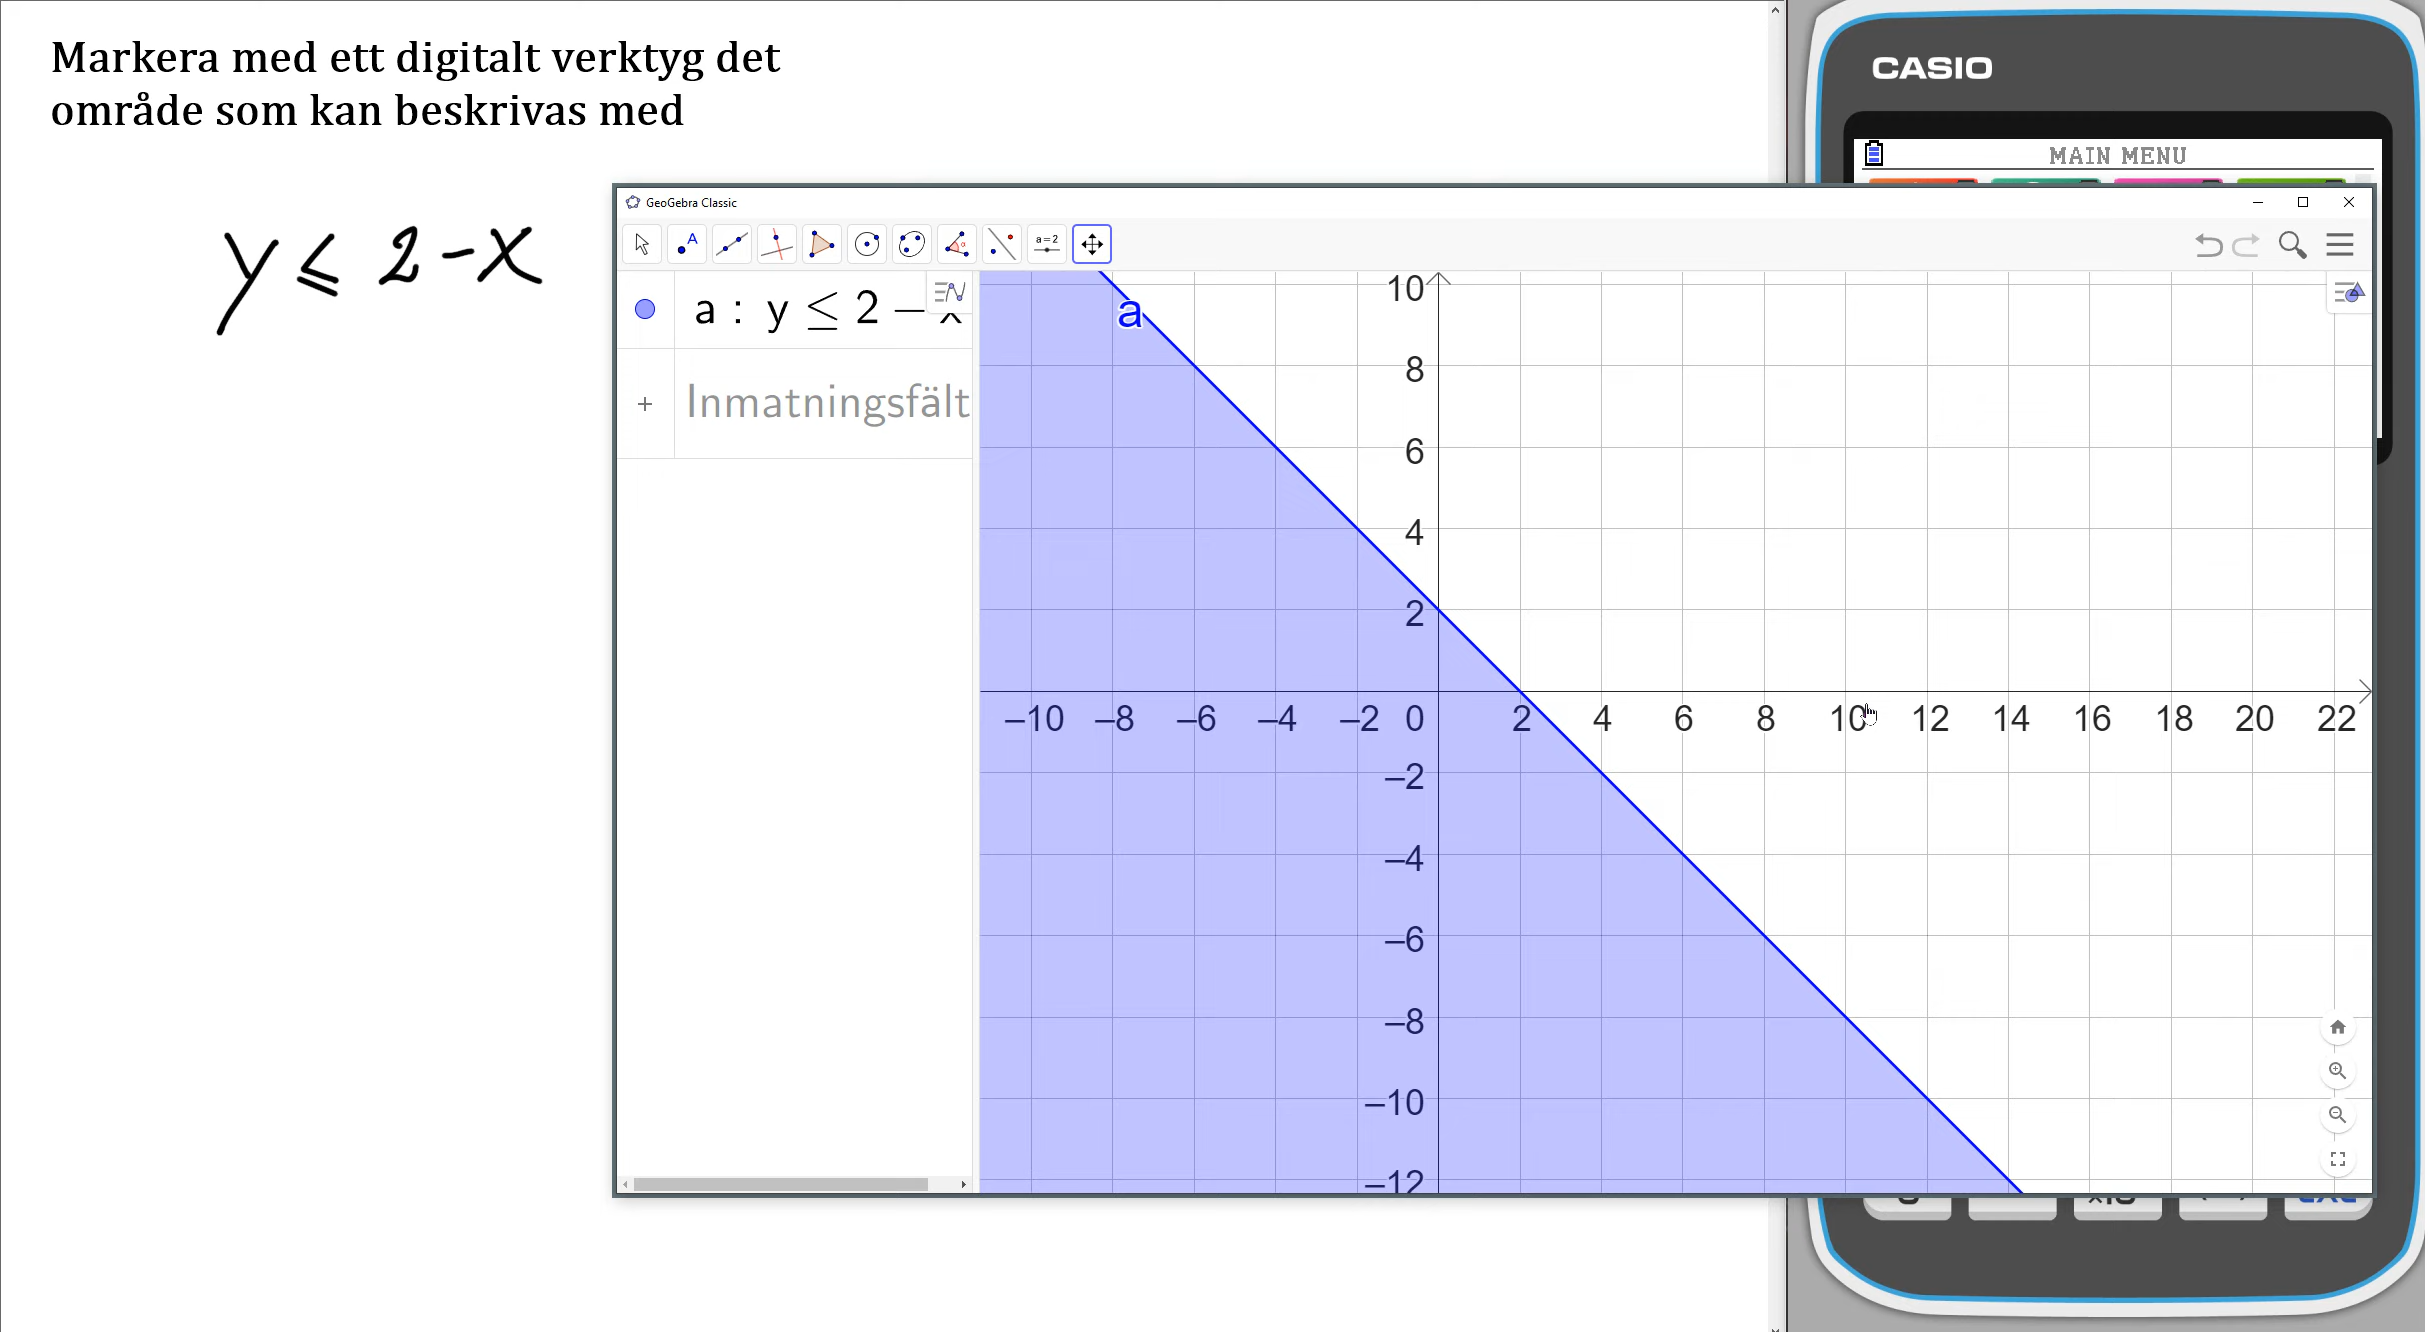 Markera med ett digitalt verktyg det
område som kan beskrivas med
y ≤ 2 - x
CASIO
MAIN MENU
GeoGebra Classic
A
a=2
a : y ≤ 2 − x
+ Inmatningsfält
a
10
8
6
4
2
−10 −8 −6 −4 −2 0 2 4 6 8 10 12 14 16 18 20 22
−2
−4
−6
−8
−10
−12